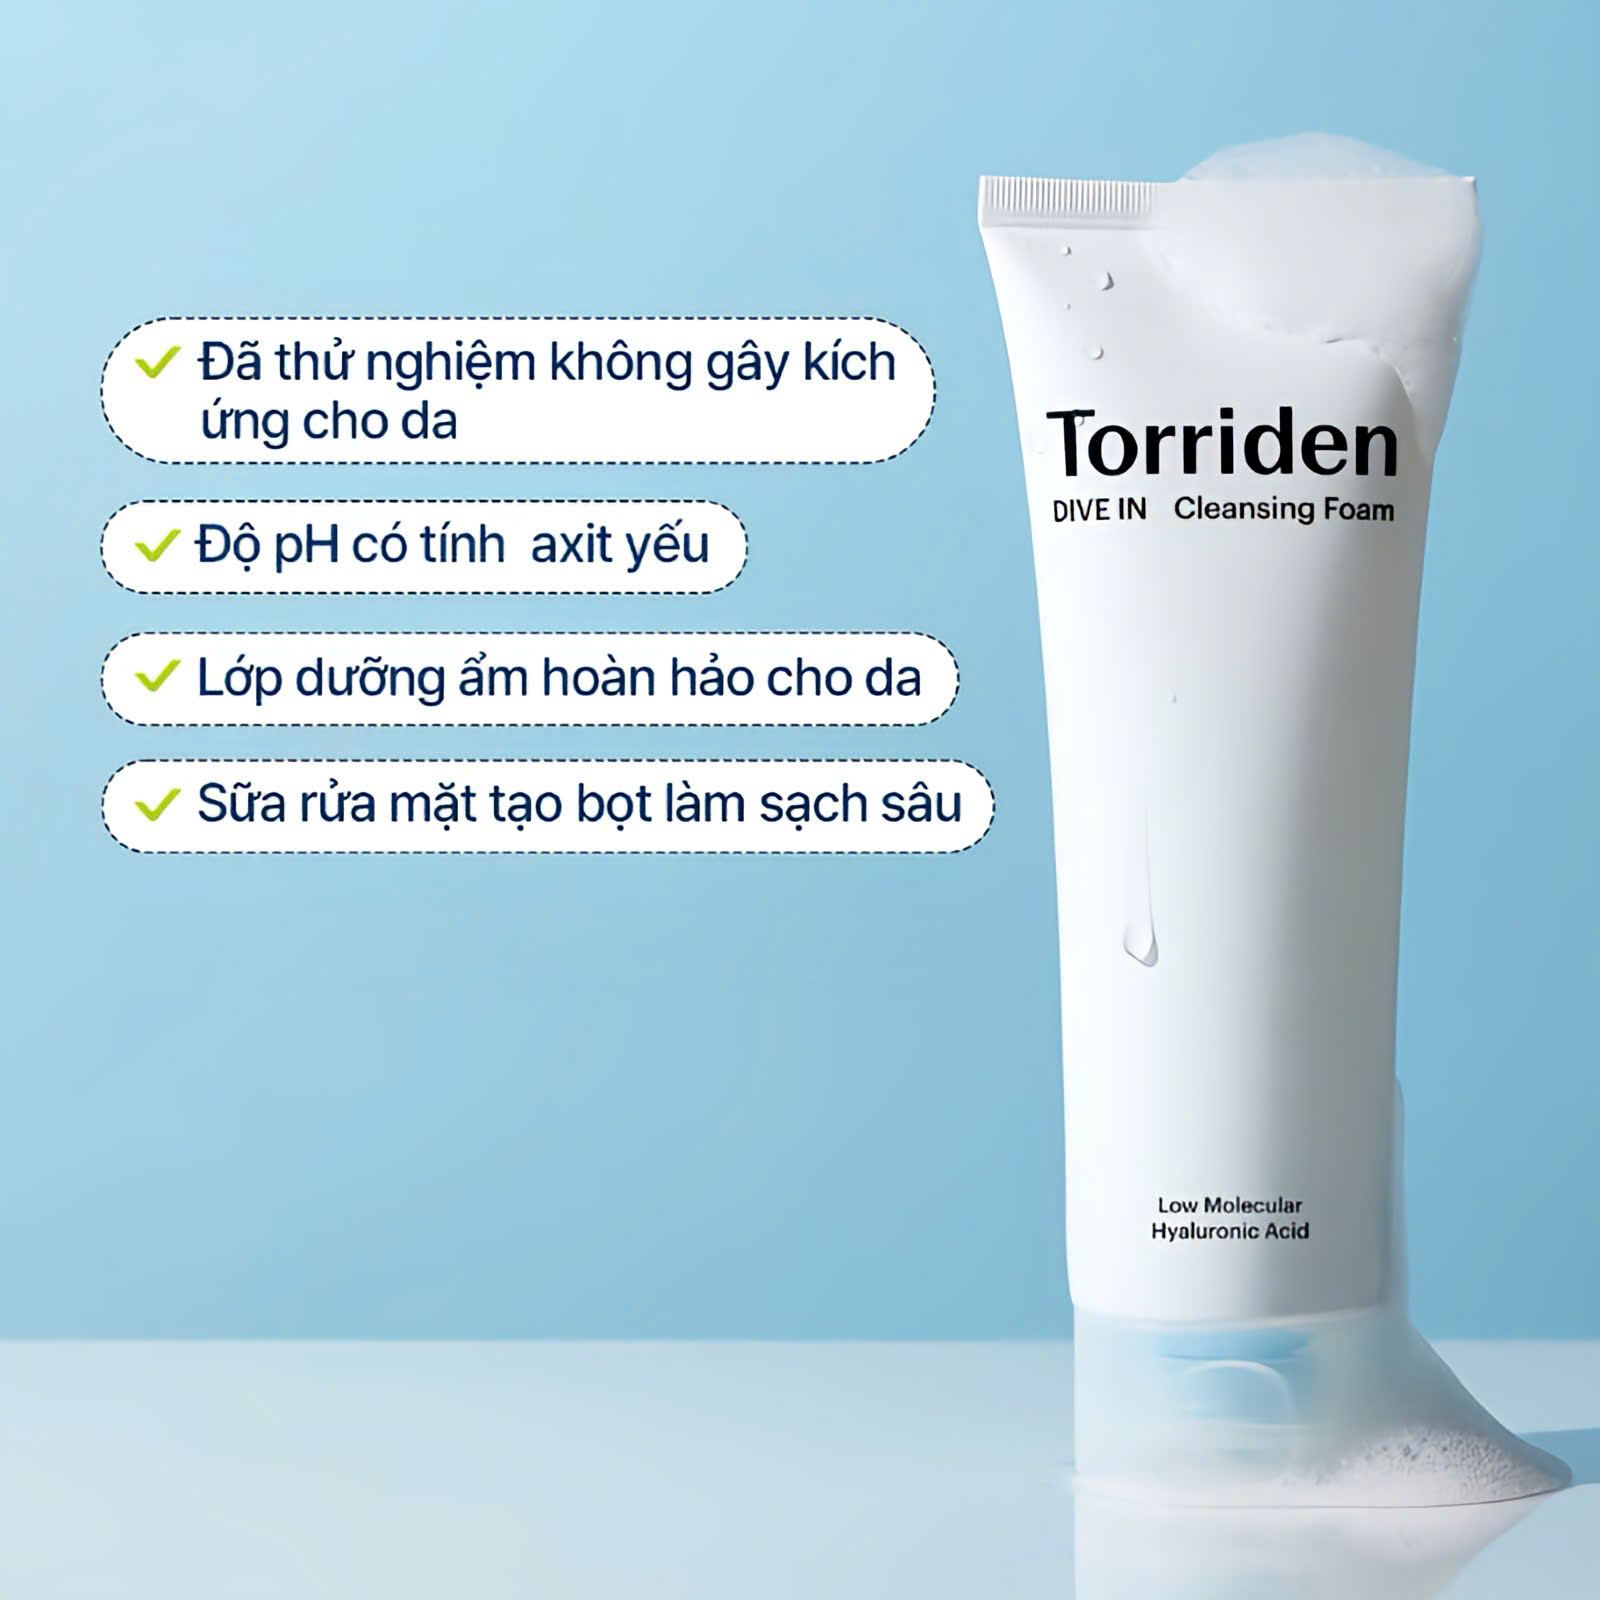 Đã thử nghiệm không gây kích
ứng cho da
Độ pH có tính axit yếu
Lớp dưỡng ẩm hoàn hảo cho da
Sữa rửa mặt tạo bọt làm sạch sâu
Torriden
DIVE IN Cleansing Foam
Low Molecular
Hyaluronic Acid